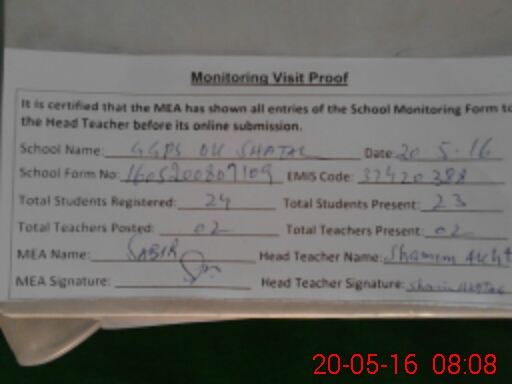 Monitoring Visit Proof
It is certified that the MEA has shown all entries of the School Monitoring Form to
the Head Teacher before its online submission.
School Name: GGPS Date: 20-5-16
School Form No: EMIS Code: 37420388
Total Students Registered: 24 Total Students Present: 23
Total Teachers Posted: 02 Total Teachers Present: 02
MEA Name: SABIR Head Teacher Name: Shamim
MEA Signature: Head Teacher Signature:
20-05-16 08:08